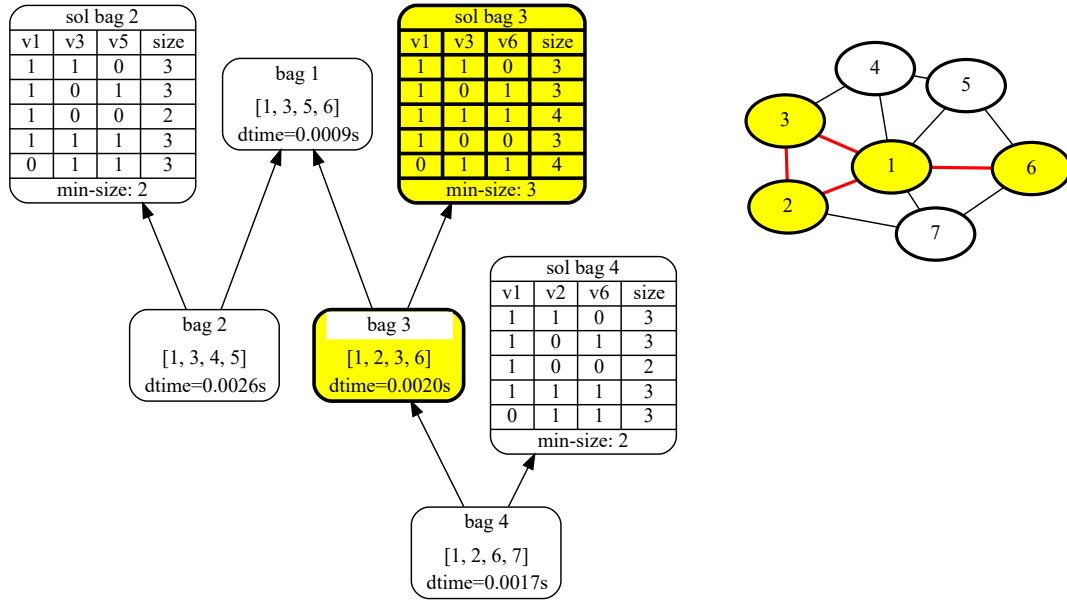 sol bag 2
v1 v3 v5 size
1 1 0 3
1 0 1 3
1 0 0 2
1 1 1 3
0 1 1 3
min-size: 2
bag 1
[1, 3, 5, 6]
dtime=0.0009s
sol bag 3
v1 v3 v6 size
1 1 0 3
1 0 1 3
1 1 1 4
1 0 0 3
0 1 1 4
min-size: 3
bag 2
[1, 3, 4, 5]
dtime=0.0026s
bag 3
[1, 2, 3, 6]
dtime=0.0020s
sol bag 4
v1 v2 v6 size
1 1 0 3
1 0 1 3
1 0 0 2
1 1 1 3
0 1 1 3
min-size: 2
bag 4
[1, 2, 6, 7]
dtime=0.0017s
4
5
3
1
6
2
7